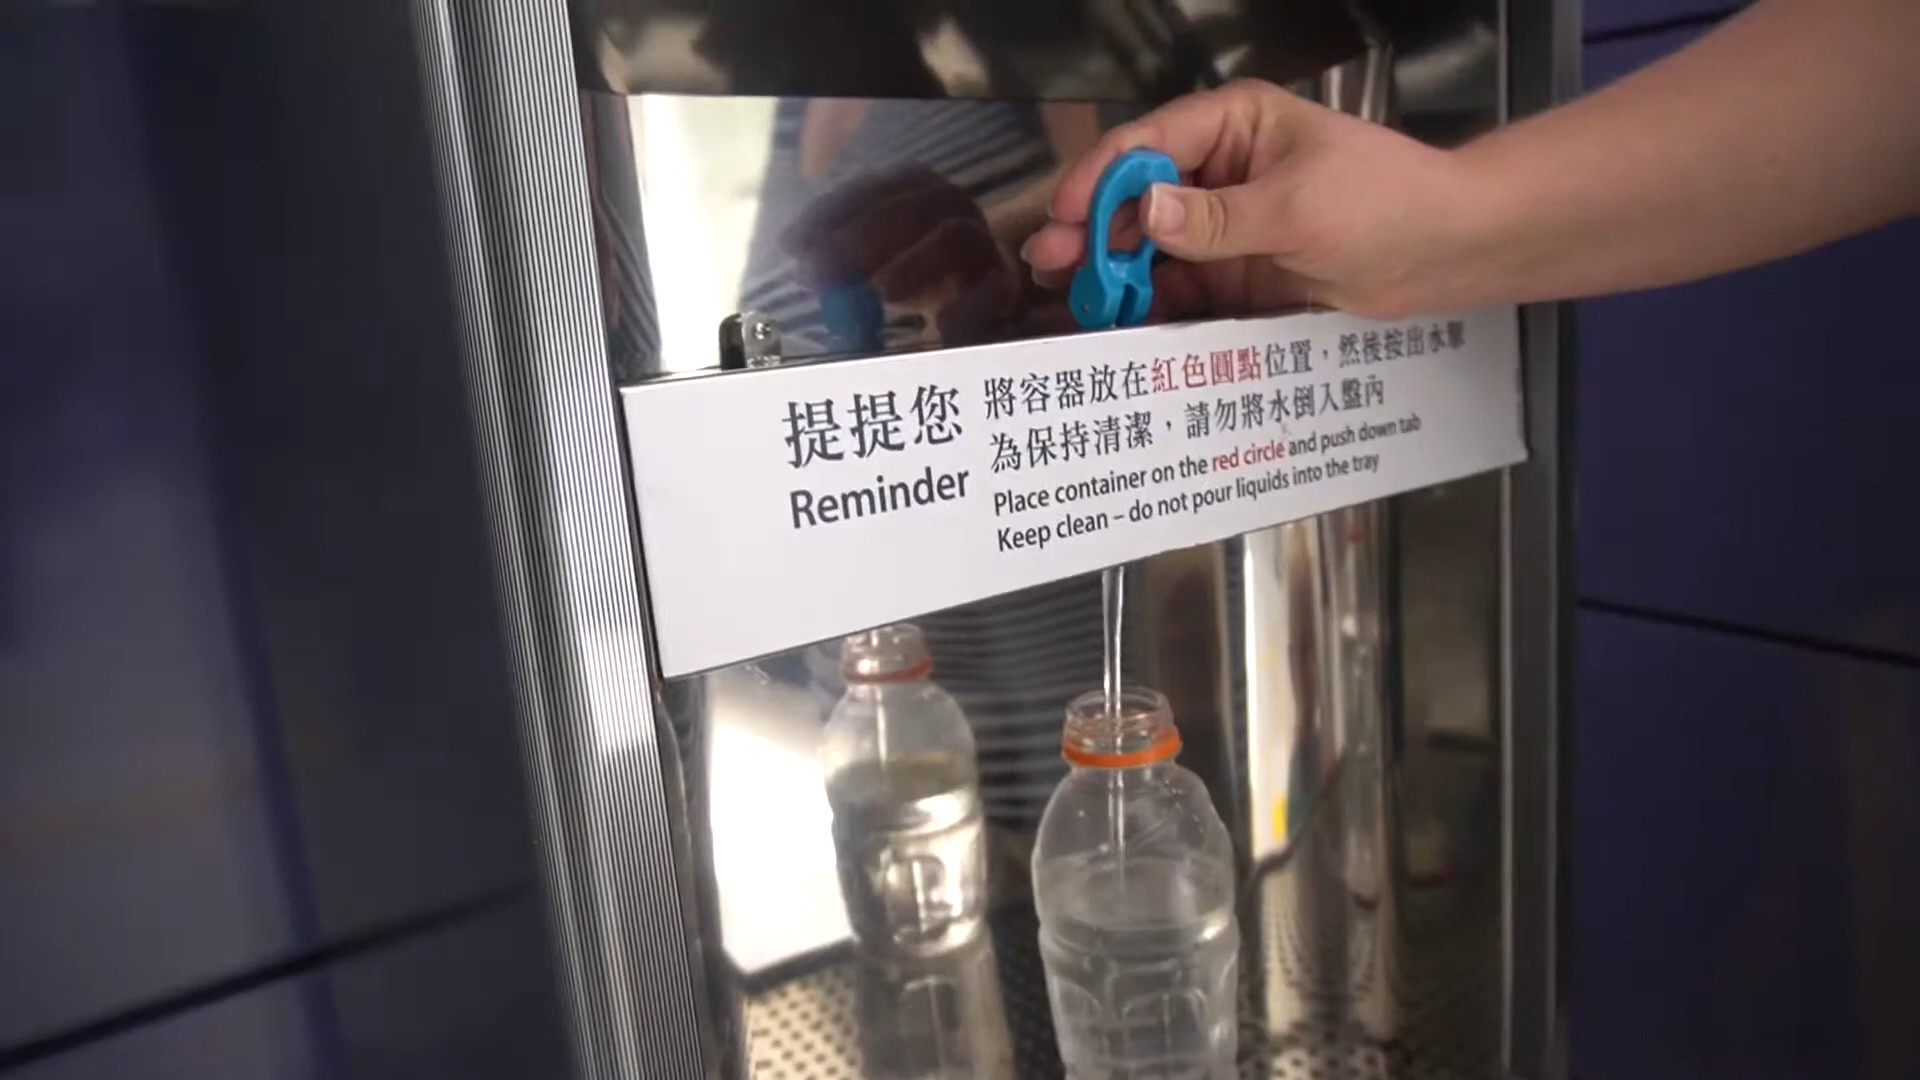 提提您
Reminder
將容器放在紅色圓點位置，然後按出水掣
為保持清潔，請勿將水倒入盤內
Place container on the red circle and push down tab
Keep clean – do not pour liquids into the tray